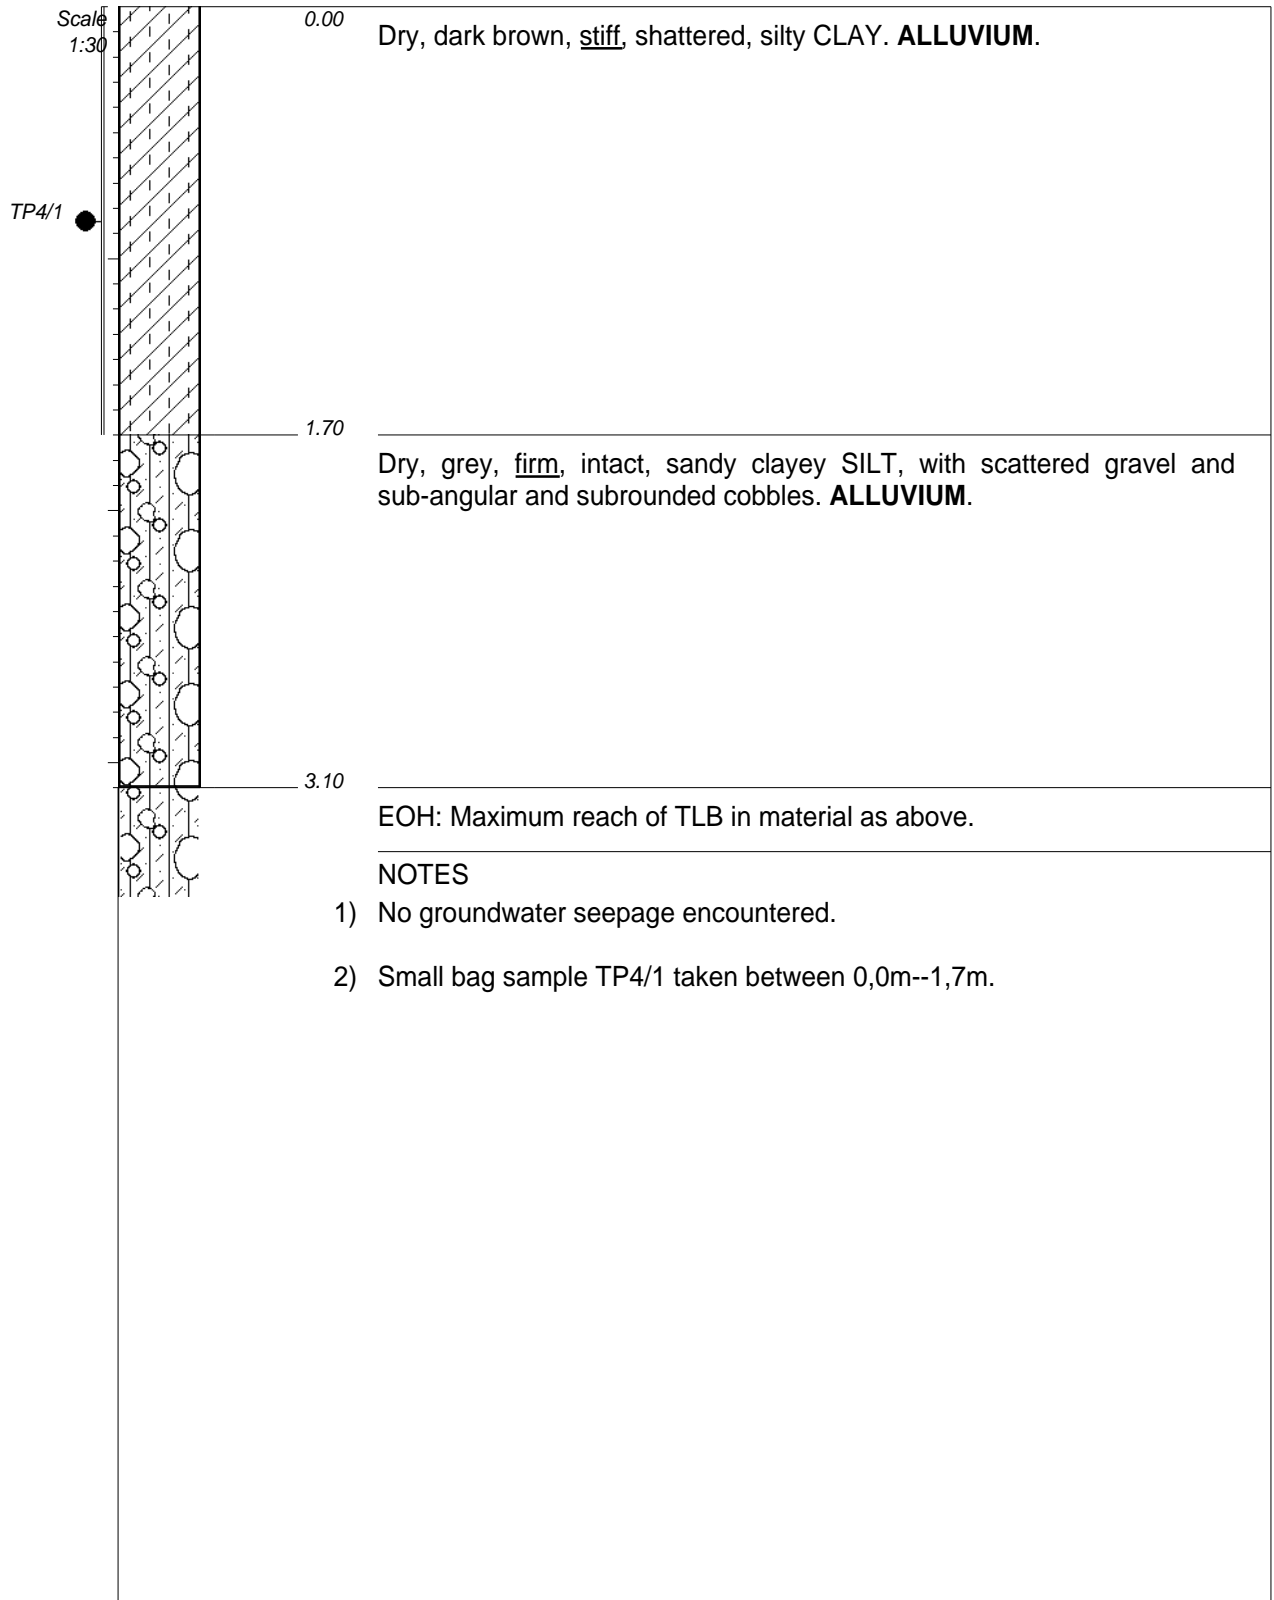 Scale
1:30
0.00
Dry, dark brown, stiff, shattered, silty CLAY. ALLUVIUM.
TP4/1
1.70
Dry, grey, firm, intact, sandy clayey SILT, with scattered gravel and
sub-angular and subrounded cobbles. ALLUVIUM.
3.10
EOH: Maximum reach of TLB in material as above.
NOTES
1) No groundwater seepage encountered.
2) Small bag sample TP4/1 taken between 0,0m--1,7m.